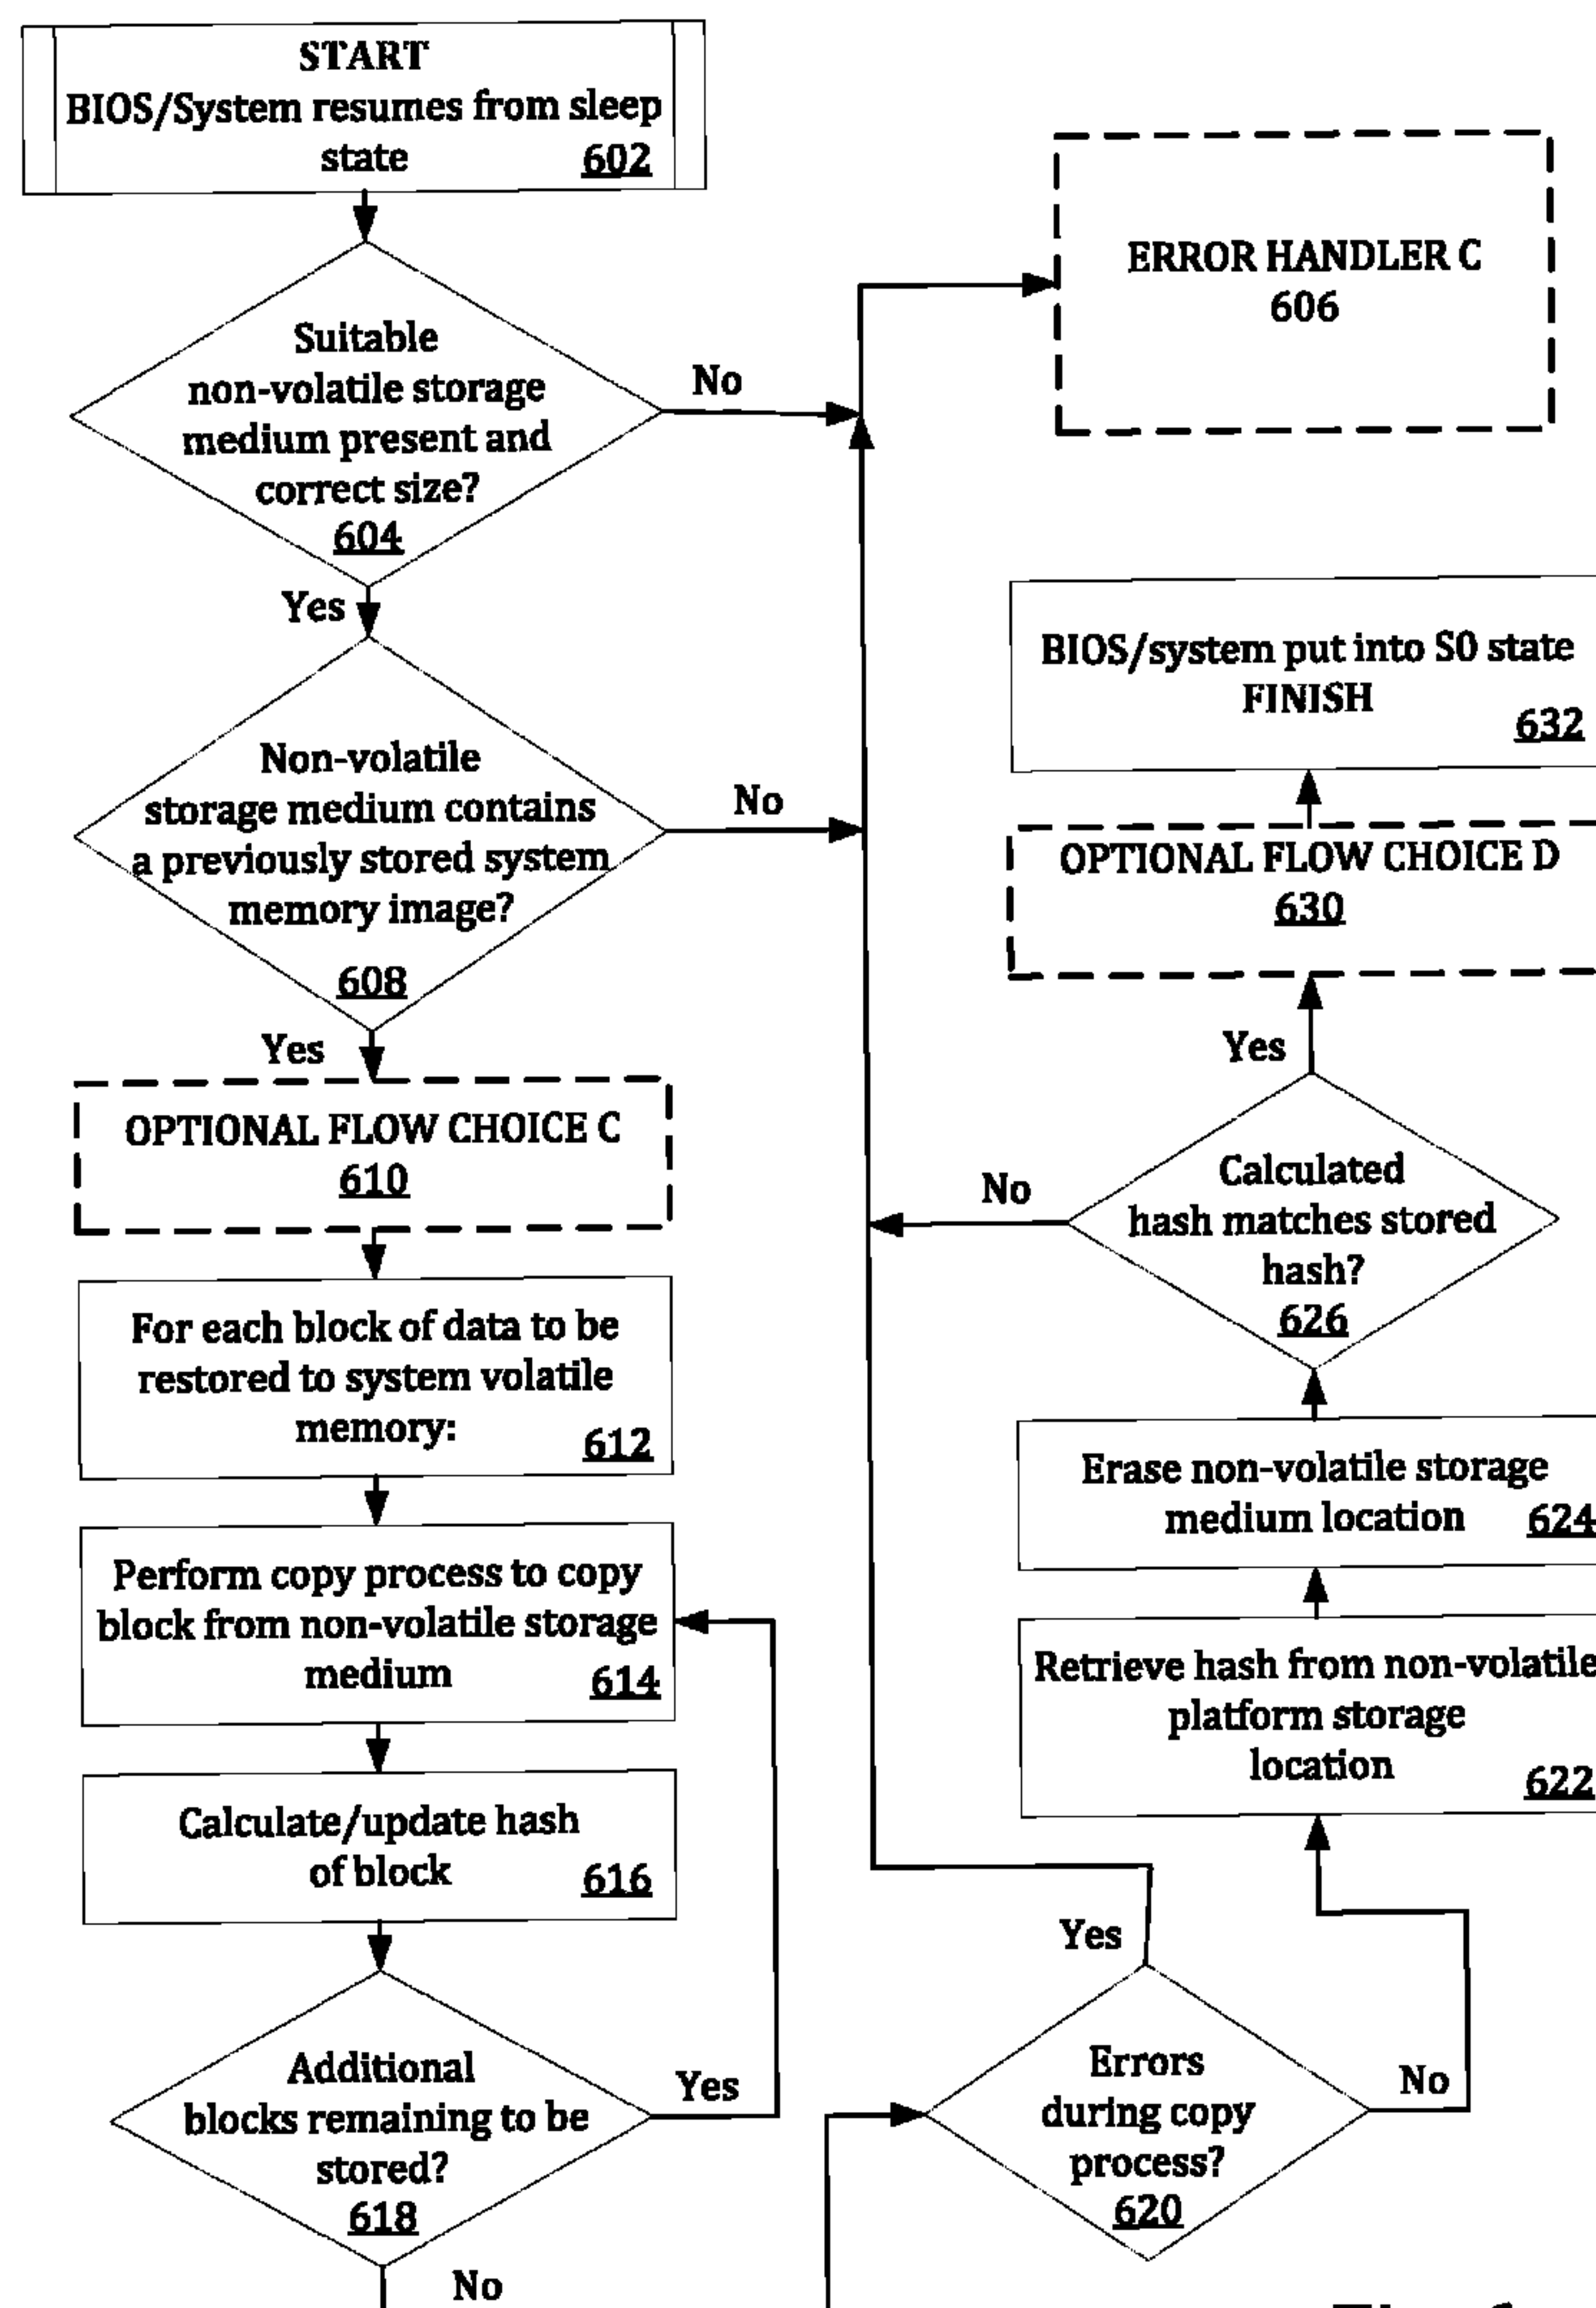 START
BIOS/System resumes from sleep
state 602
Suitable
non-volatile storage
medium present and
correct size?
604
No
Yes
Non-volatile
storage medium contains
a previously stored system
memory image?
608
No
Yes
OPTIONAL FLOW CHOICE C
610
For each block of data to be
restored to system volatile
memory: 612
Perform copy process to copy
block from non-volatile storage
medium 614
Calculate/update hash
of block 616
Additional
blocks remaining to be
stored?
618
Yes
No
ERROR HANDLER C
606
BIOS/system put into S0 state
FINISH
632
OPTIONAL FLOW CHOICE D
630
Yes
Calculated
hash matches stored
hash?
626
No
Erase non-volatile storage
medium location 624
Retrieve hash from non-volatile
platform storage
location 622
Yes
Errors
during copy
process?
620
No